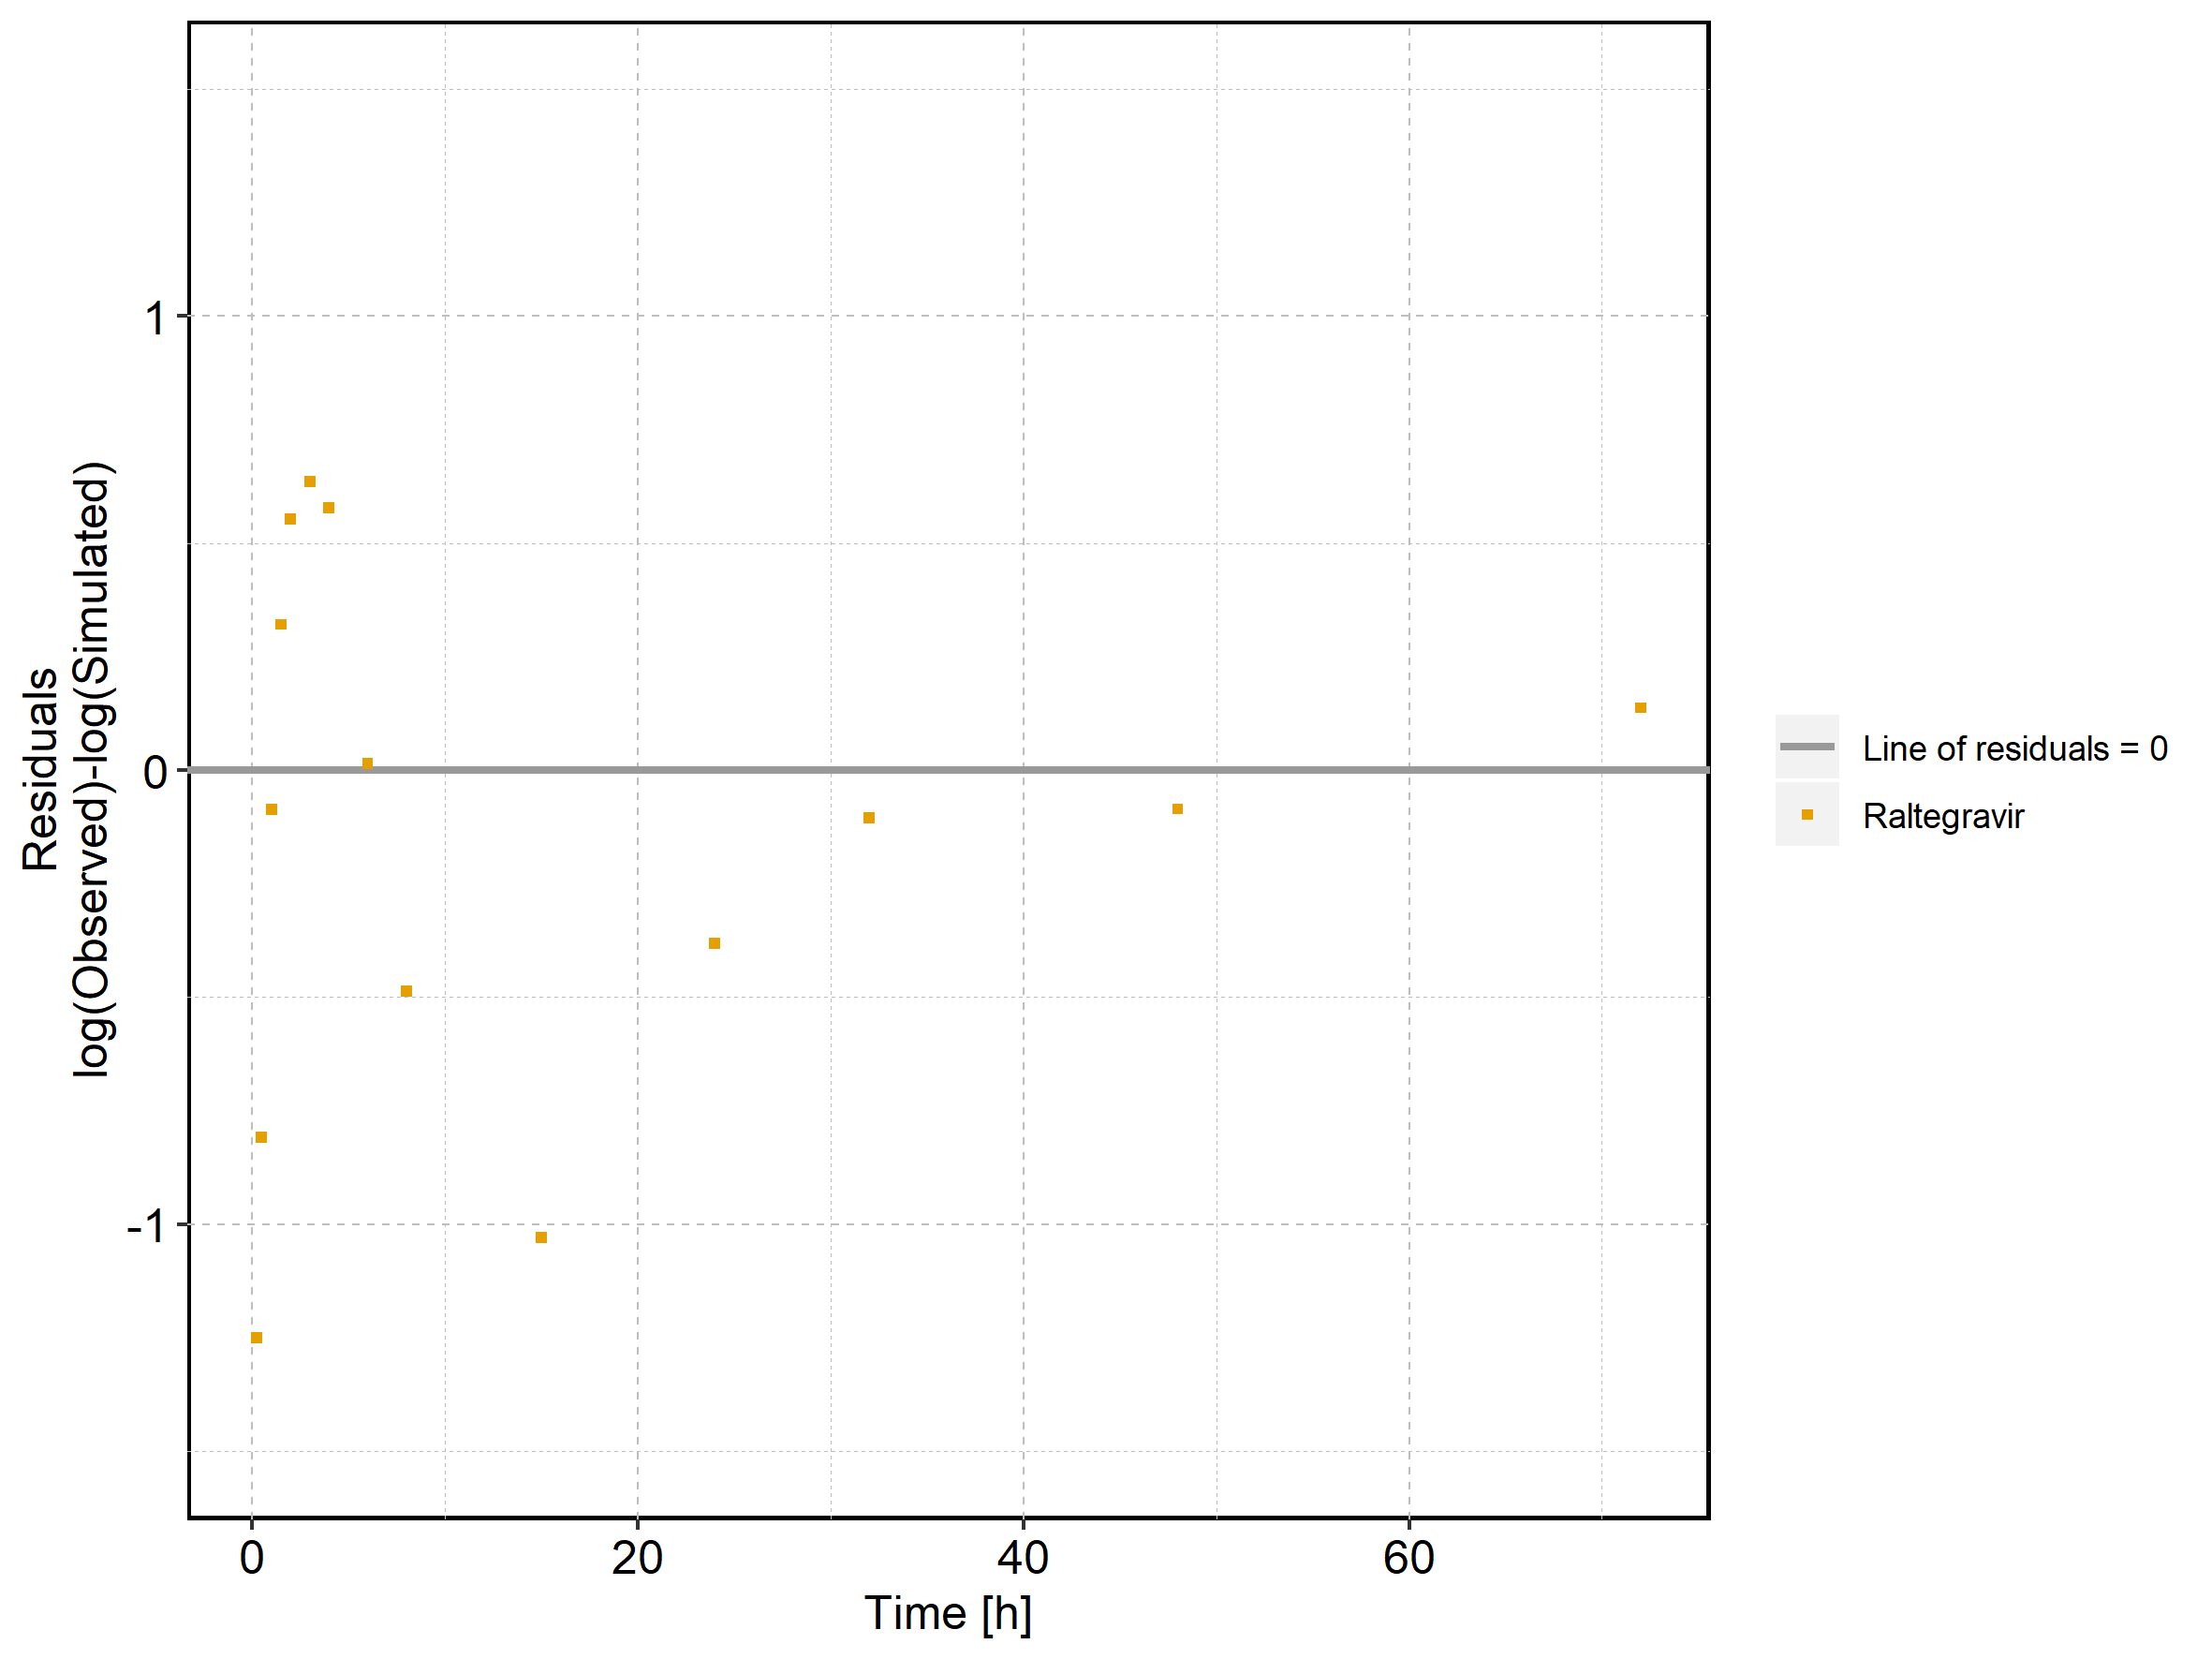 Residuals
log(Observed)-log(Simulated)
1
0
-1
0
20
40
60
Time [h]
Line of residuals = 0
Raltegravir